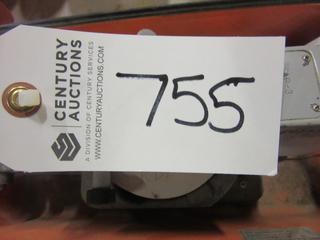 CENTURY
AUCTIONS
A DIVISION OF CENTURY SERVICES
WWW.CENTURYAUCTIONS.COM
755